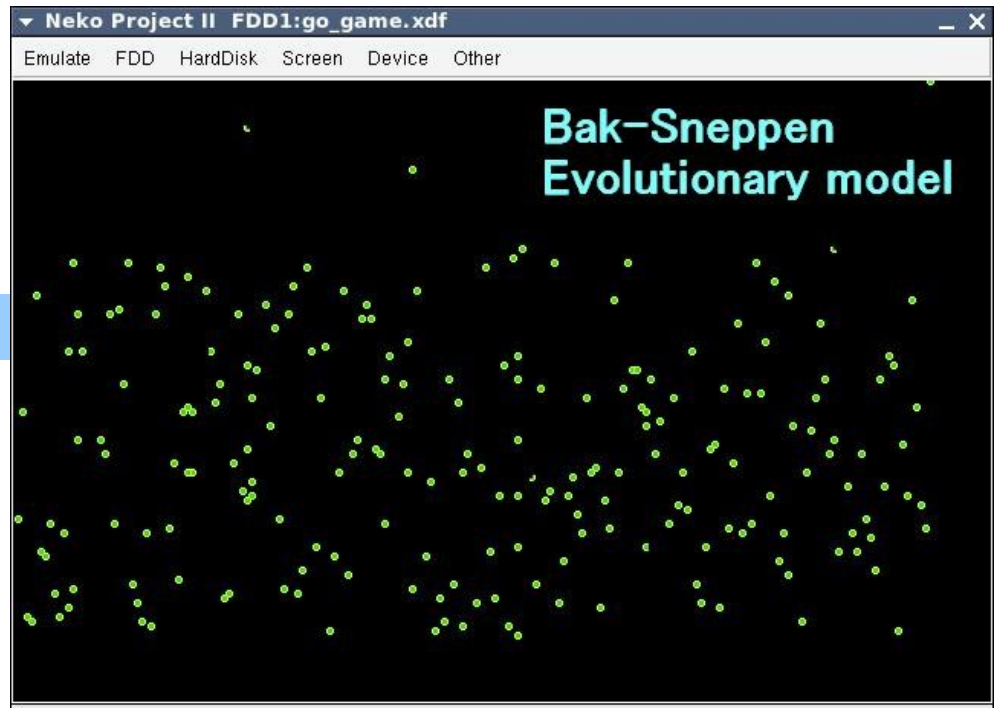 Neko Project II FDD1:go_game.xdf
Emulate FDD HardDisk Screen Device Other
Bak-Sneppen
Evolutionary model